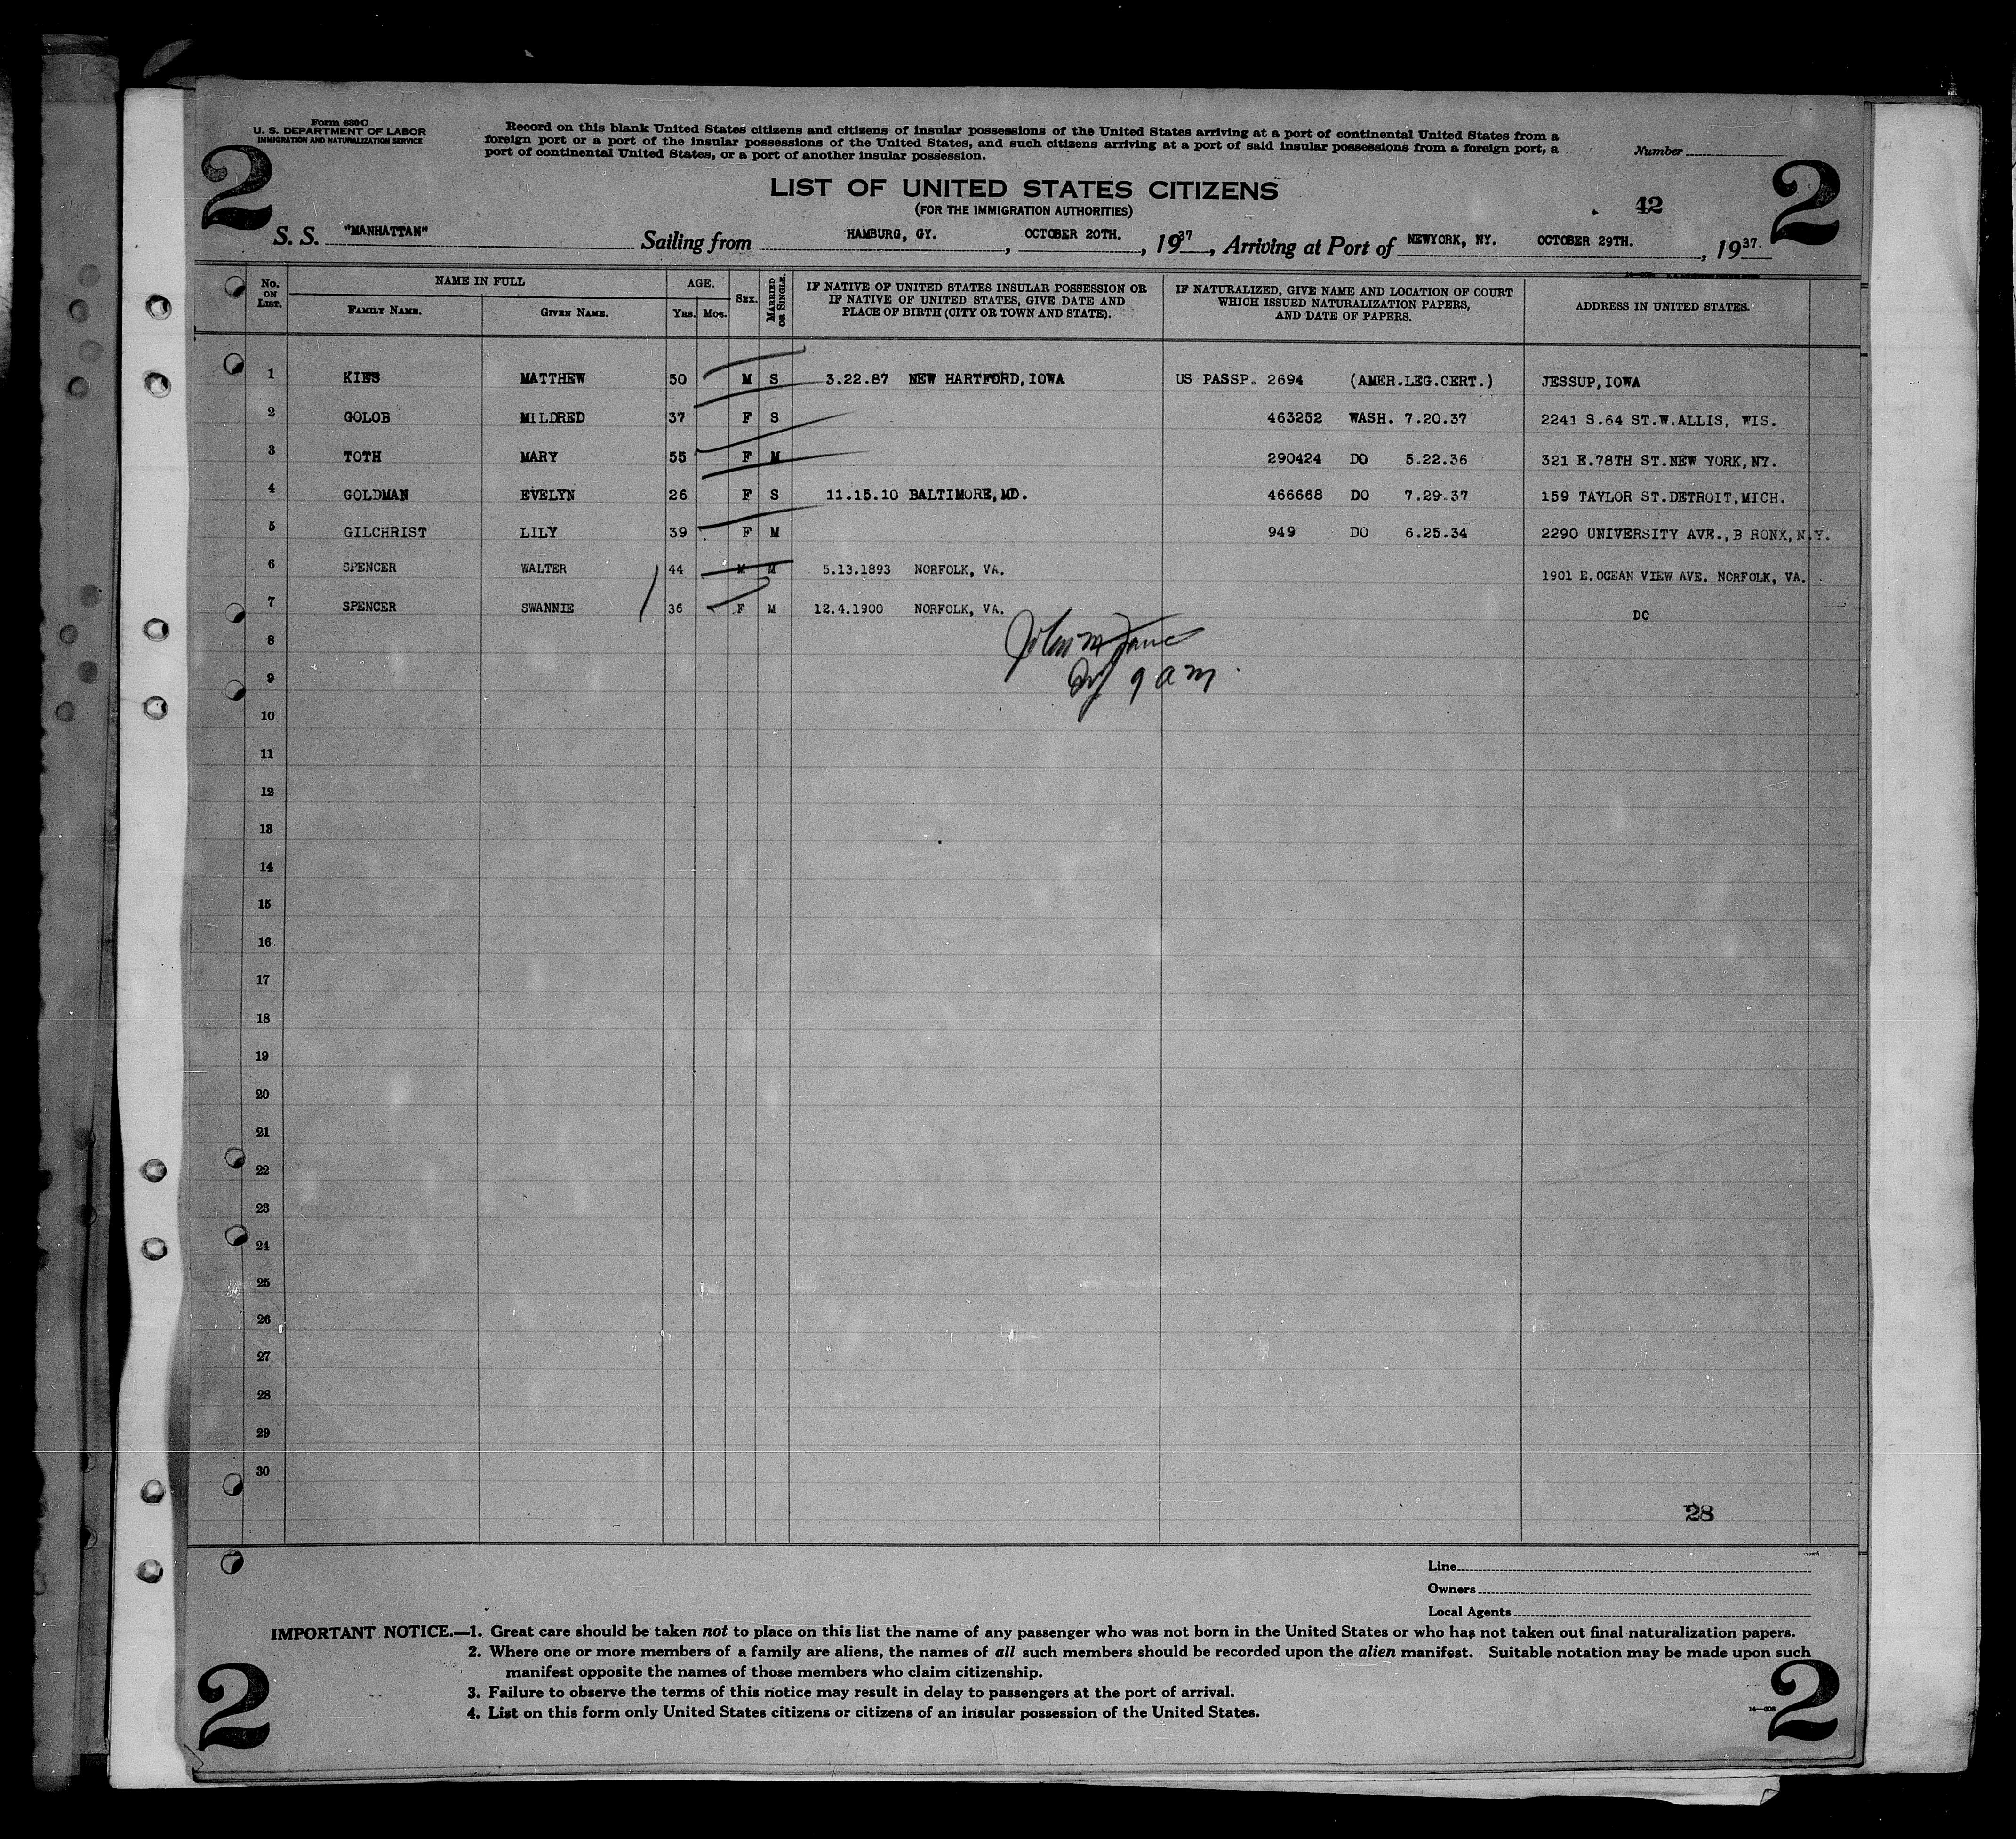 Form 630 C
U. S. DEPARTMENT OF LABOR
IMMIGRATION AND NATURALIZATION SERVICE
Record on this blank United States citizens and citizens of insular possessions of the United States arriving at a port of continental United States from a
foreign port or a port of the insular possessions of the United States, and such citizens arriving at a port of said insular possessions from a foreign port, a
port of continental United States, or a port of another insular possession.
Number
2
2
LIST OF UNITED STATES CITIZENS
(FOR THE IMMIGRATION AUTHORITIES)
42
S. S. "MANHATTAN" Sailing from HAMBURG, GY. , OCTOBER 20TH. , 1937 , Arriving at Port of NEWYORK, NY. OCTOBER 29TH. , 1937.
No. ON LIST. NAME IN FULL FAMILY NAME. GIVEN NAME. AGE. Yrs. Mos. SEX. MARRIED OR SINGLE. IF NATIVE OF UNITED STATES INSULAR POSSESSION OR IF NATIVE OF UNITED STATES, GIVE DATE AND PLACE OF BIRTH (CITY OR TOWN AND STATE). IF NATURALIZED, GIVE NAME AND LOCATION OF COURT WHICH ISSUED NATURALIZATION PAPERS, AND DATE OF PAPERS. ADDRESS IN UNITED STATES.
1 KIES MATTHEW 50 M S 3.22.87 NEW HARTFORD, IOWA US PASSP. 2694 (AMER.LEG.CERT.) JESSUP, IOWA
2 GOLOB MILDRED 37 F S 463252 WASH. 7.20.37 2241 S.64 ST.W.ALLIS, WIS.
3 TOTH MARY 55 F M 290424 DO 5.22.36 321 E.78TH ST.NEW YORK, NY.
4 GOLDMAN EVELYN 26 F S 11.15.10 BALTIMORE, MD. 466668 DO 7.29.37 159 TAYLOR ST.DETROIT, MICH.
5 GILCHRIST LILY 39 F M 949 DO 6.25.34 2290 UNIVERSITY AVE., B RONX, N.Y.
6 SPENCER WALTER 44 M M 5.13.1893 NORFOLK, VA. 1901 E.OCEAN VIEW AVE. NORFOLK, VA.
7 SPENCER SWANNIE 36 F M 12.4.1900 NORFOLK, VA. DO
8
9 9 a m
10
11
12
13
14
15
16
17
18
19
20
21
22
23
24
25
26
27
28
29
30
28
Line
Owners
Local Agents
IMPORTANT NOTICE.—1. Great care should be taken not to place on this list the name of any passenger who was not born in the United States or who has not taken out final naturalization papers.
2. Where one or more members of a family are aliens, the names of all such members should be recorded upon the alien manifest. Suitable notation may be made upon such
manifest opposite the names of those members who claim citizenship.
3. Failure to observe the terms of this notice may result in delay to passengers at the port of arrival.
4. List on this form only United States citizens or citizens of an insular possession of the United States.
2
2